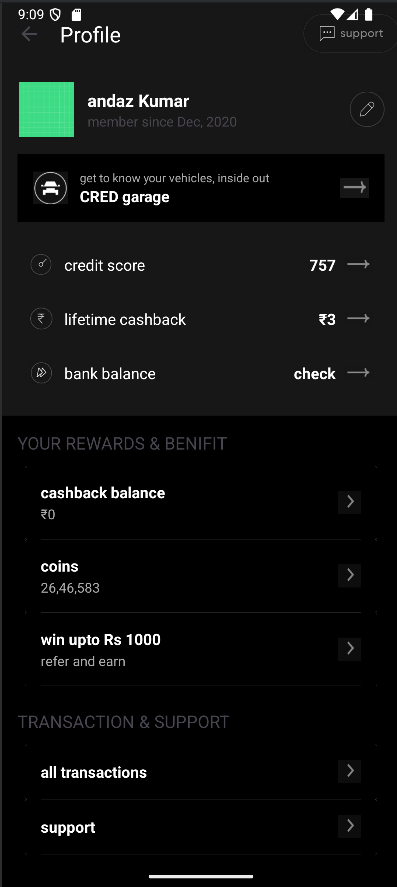 9:09
Profile
support
andaz Kumar
member since Dec, 2020
get to know your vehicles, inside out
CRED garage
credit score 757
lifetime cashback ₹3
bank balance check
YOUR REWARDS & BENIFIT
cashback balance
₹0
coins
26,46,583
win upto Rs 1000
refer and earn
TRANSACTION & SUPPORT
all transactions
support